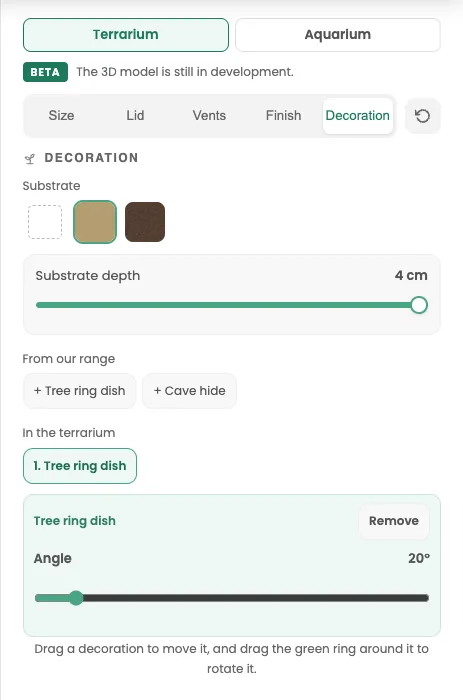 Terrarium
Aquarium
BETA The 3D model is still in development.
Size
Lid
Vents
Finish
Decoration
DECORATION
Substrate
Substrate depth
4 cm
From our range
+ Tree ring dish
+ Cave hide
In the terrarium
1. Tree ring dish
Tree ring dish
Remove
Angle
20°
Drag a decoration to move it, and drag the green ring around it to
rotate it.